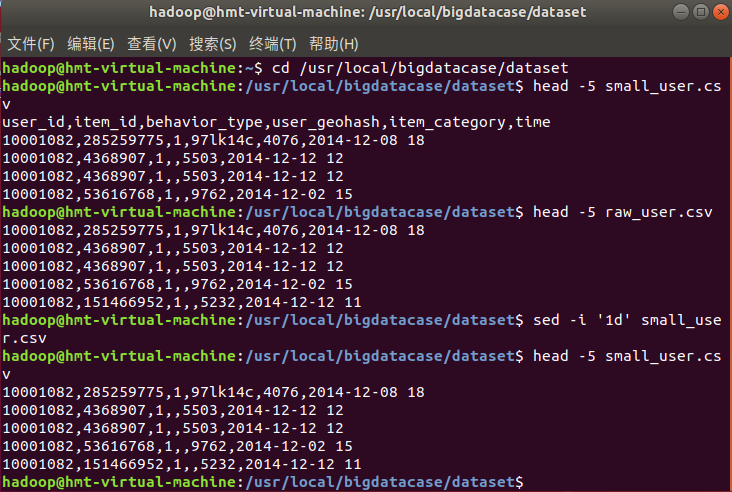 hadoop@hmt-virtual-machine: /usr/local/bigdatacase/dataset
文件(F) 编辑(E) 查看(V) 搜索(S) 终端(T) 帮助(H)
hadoop@hmt-virtual-machine:~$ cd /usr/local/bigdatacase/dataset
hadoop@hmt-virtual-machine:/usr/local/bigdatacase/dataset$ head -5 small_user.cs
v
user_id,item_id,behavior_type,user_geohash,item_category,time
10001082,285259775,1,97lk14c,4076,2014-12-08 18
10001082,4368907,1,,5503,2014-12-12 12
10001082,4368907,1,,5503,2014-12-12 12
10001082,53616768,1,,9762,2014-12-02 15
hadoop@hmt-virtual-machine:/usr/local/bigdatacase/dataset$ head -5 raw_user.csv
10001082,285259775,1,97lk14c,4076,2014-12-08 18
10001082,4368907,1,,5503,2014-12-12 12
10001082,4368907,1,,5503,2014-12-12 12
10001082,53616768,1,,9762,2014-12-02 15
10001082,151466952,1,,5232,2014-12-12 11
hadoop@hmt-virtual-machine:/usr/local/bigdatacase/dataset$ sed -i '1d' small_use
r.csv
hadoop@hmt-virtual-machine:/usr/local/bigdatacase/dataset$ head -5 small_user.cs
v
10001082,285259775,1,97lk14c,4076,2014-12-08 18
10001082,4368907,1,,5503,2014-12-12 12
10001082,4368907,1,,5503,2014-12-12 12
10001082,53616768,1,,9762,2014-12-02 15
10001082,151466952,1,,5232,2014-12-12 11
hadoop@hmt-virtual-machine:/usr/local/bigdatacase/dataset$